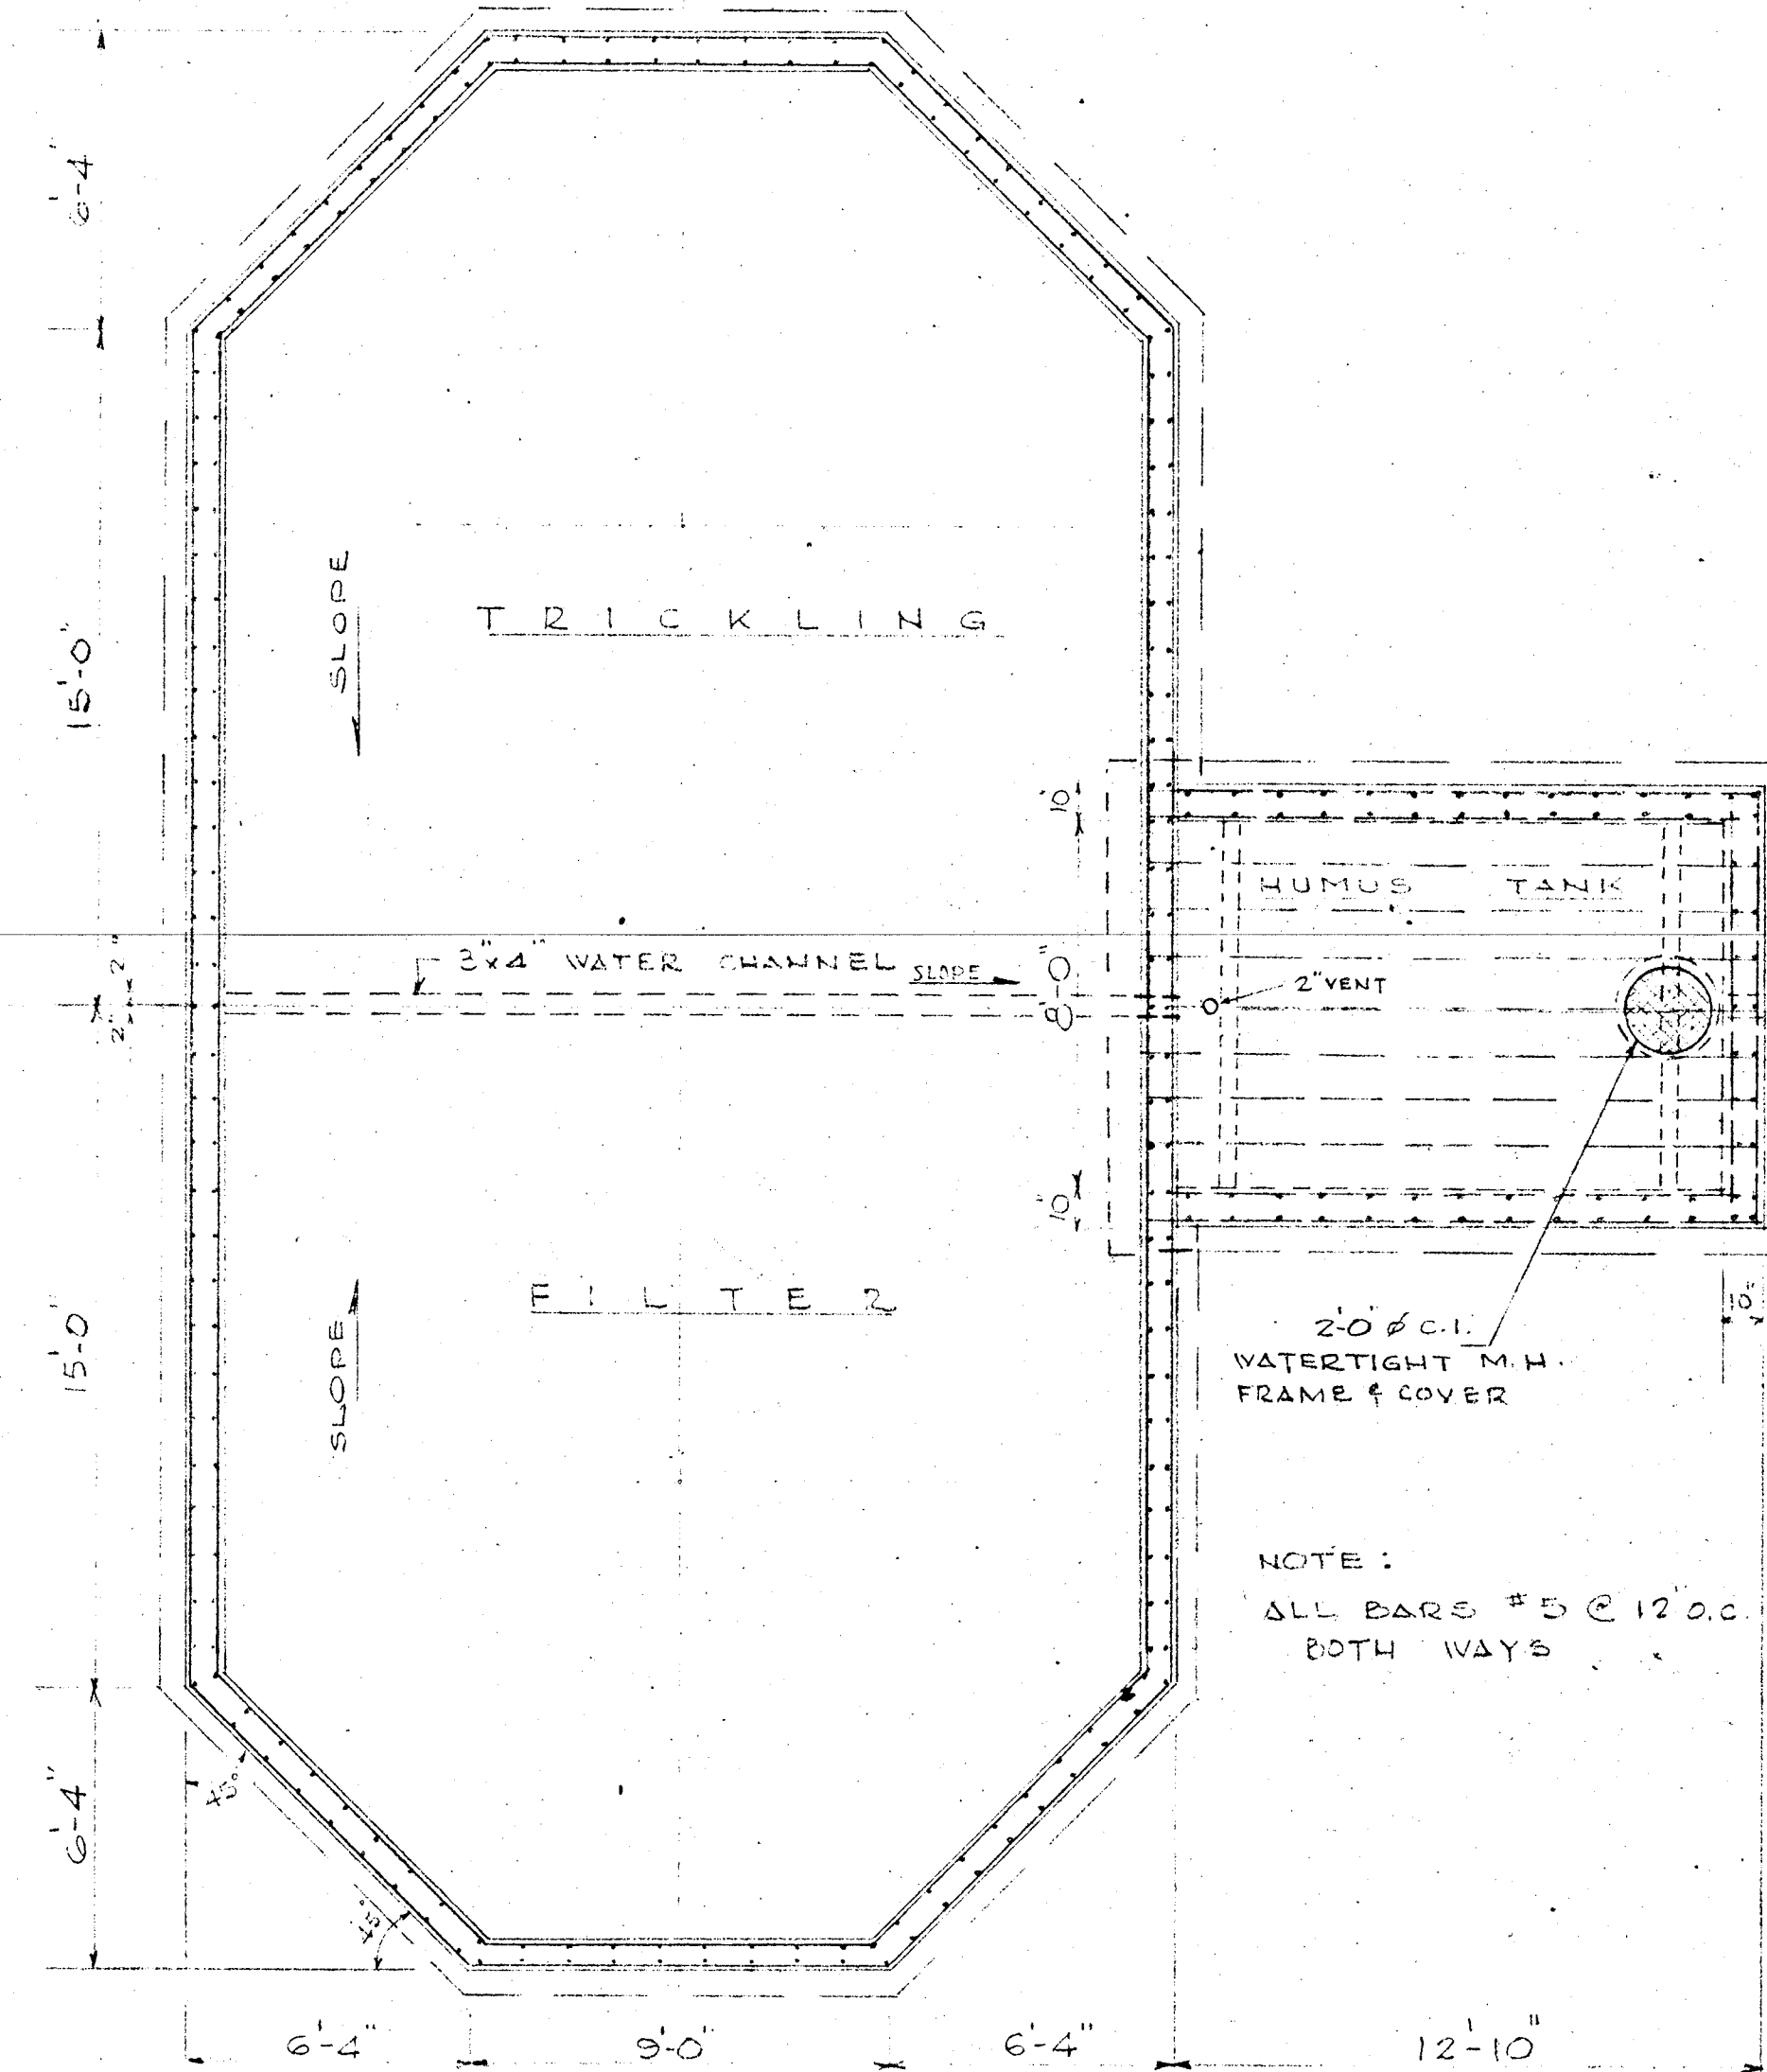 6'-4"
15'-0"
SLOPE
TRICKLING
10"
HUMUS TANK
3"x4" WATER CHANNEL SLOPE
8'-0"
2" VENT
2" 2"
10"
15'-0"
SLOPE
FILTER
10"
2'-0" ø C.I.
WATERTIGHT M.H.
FRAME & COVER
NOTE :
ALL BARS #5 @ 12" O.C.
BOTH WAYS
6'-4"
45°
45°
6'-4" 9'-0" 6'-4" 12'-10"